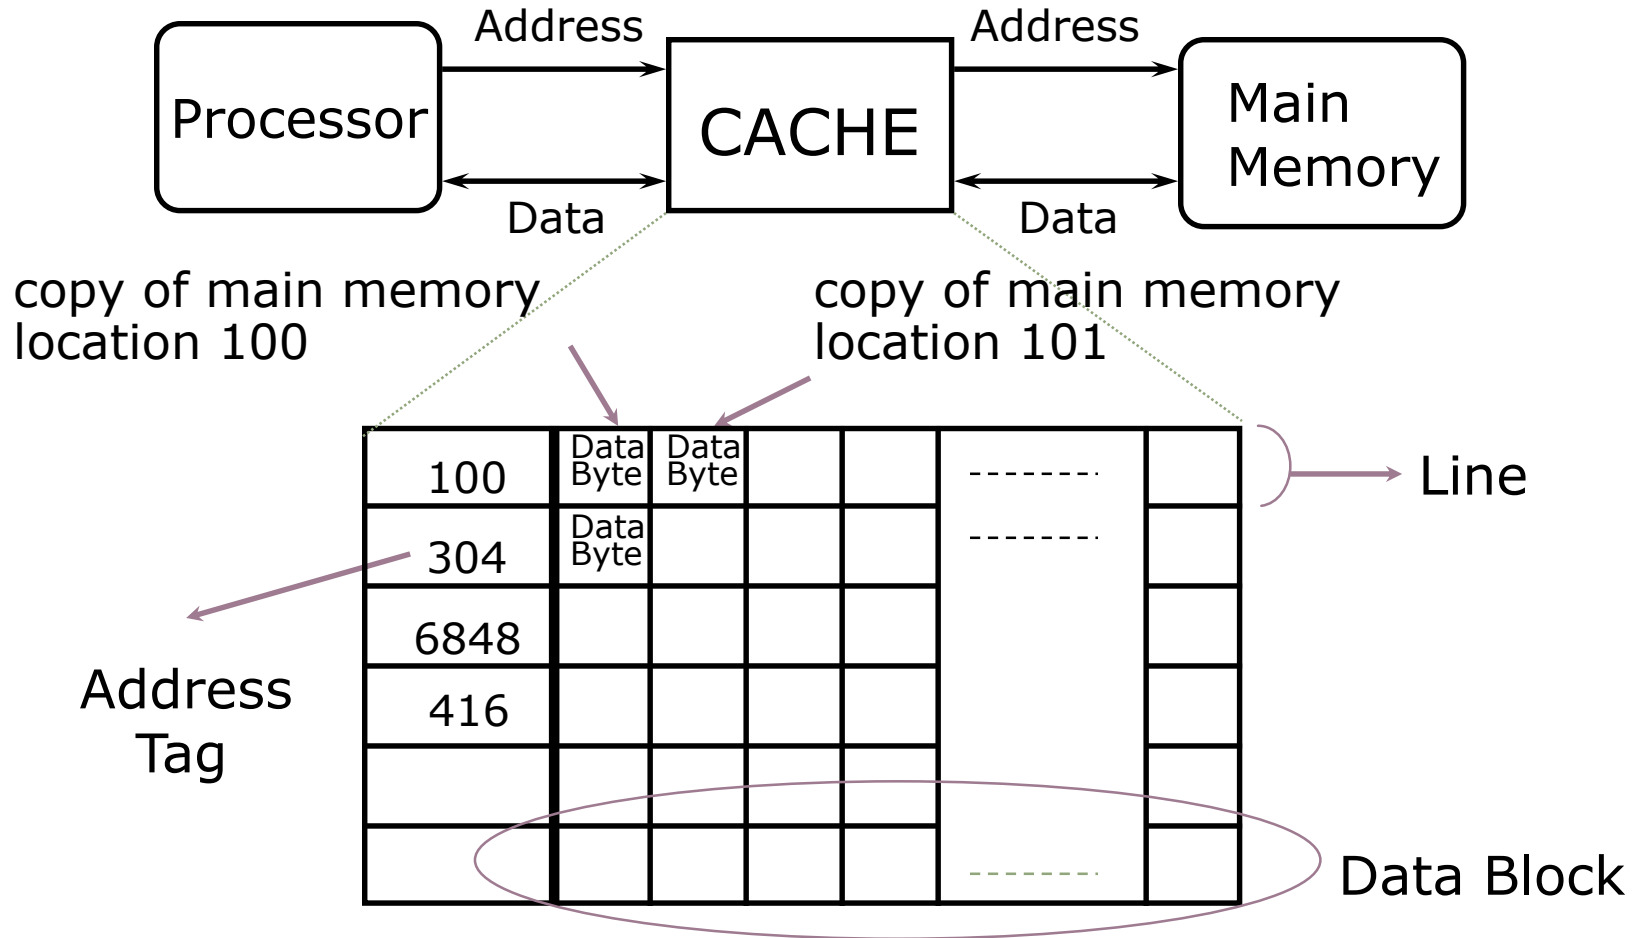 Address
Address
Processor
CACHE
Main
Memory
Data
Data
copy of main memory
location 100
copy of main memory
location 101
100
Data
Byte
Data
Byte
Line
304
Data
Byte
6848
416
Address
Tag
Data Block